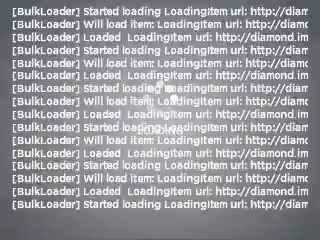 [BulkLoader] Started loading LoadingItem url: http://diam
[BulkLoader] Will load item: LoadingItem url: http://diamo
[BulkLoader] Loaded LoadingItem url: http://diamond.im
[BulkLoader] Started loading LoadingItem url: http://diam
[BulkLoader] Will load item: LoadingItem url: http://diamo
[BulkLoader] Loaded LoadingItem url: http://diamond.im
[BulkLoader] Started loading LoadingItem url: http://diam
[BulkLoader] Will load item: LoadingItem url: http://diamo
[BulkLoader] Loaded LoadingItem url: http://diamond.im
[BulkLoader] Started loading LoadingItem url: http://diam
LOADING
[BulkLoader] Will load item: LoadingItem url: http://diamo
[BulkLoader] Loaded LoadingItem url: http://diamond.im
[BulkLoader] Started loading LoadingItem url: http://diam
[BulkLoader] Will load item: LoadingItem url: http://diamo
[BulkLoader] Loaded LoadingItem url: http://diamond.im
[BulkLoader] Started loading LoadingItem url: http://diam